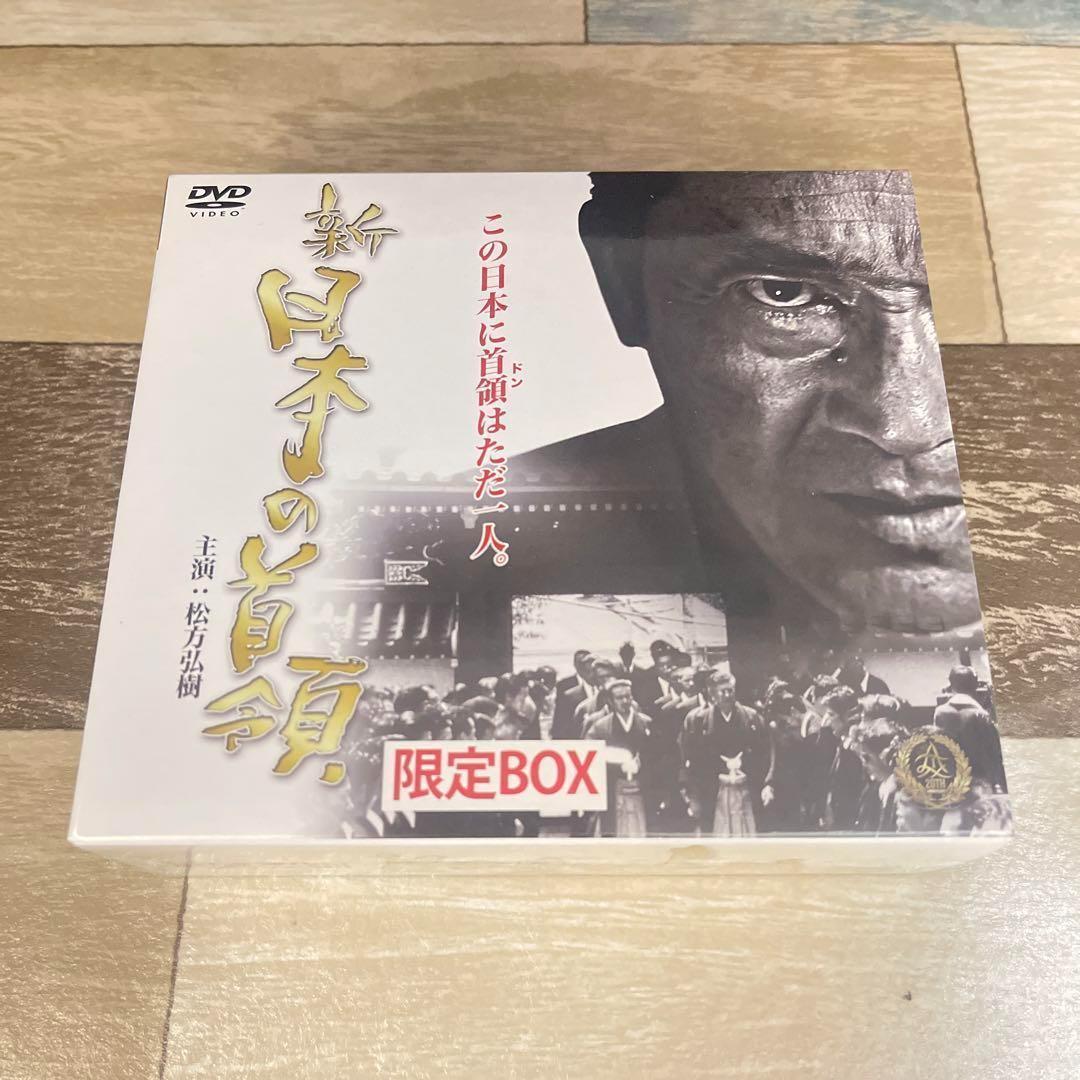 DVD
VIDEO
新
日本の首領
主演：松方弘樹
この日本に首領はただ一人。
ドン
限定BOX
20TH